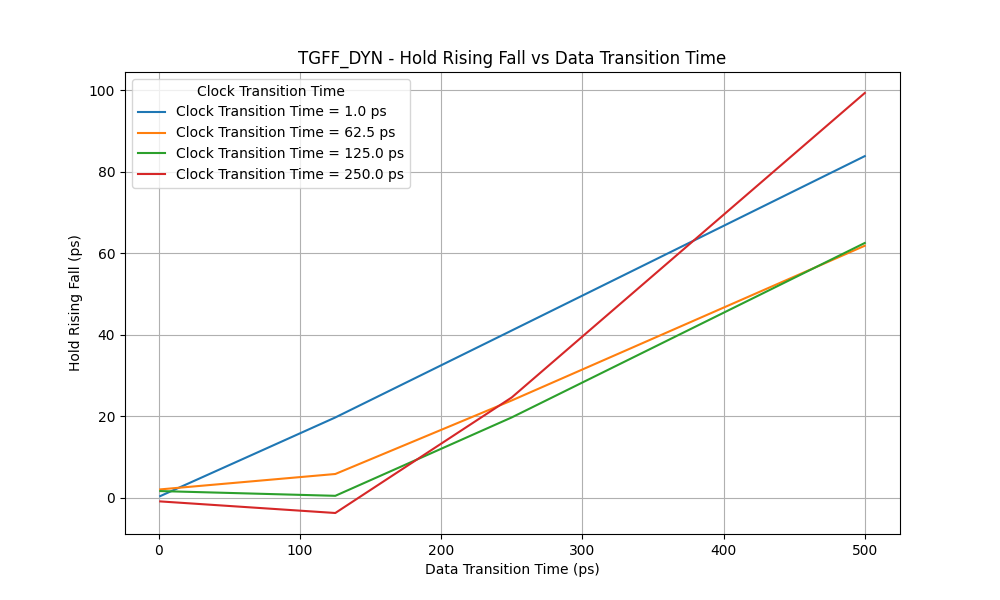 TGFF_DYN - Hold Rising Fall vs Data Transition Time
Clock Transition Time
Clock Transition Time = 1.0 ps
Clock Transition Time = 62.5 ps
Clock Transition Time = 125.0 ps
Clock Transition Time = 250.0 ps
Hold Rising Fall (ps)
100
80
60
40
20
0
0 100 200 300 400 500
Data Transition Time (ps)